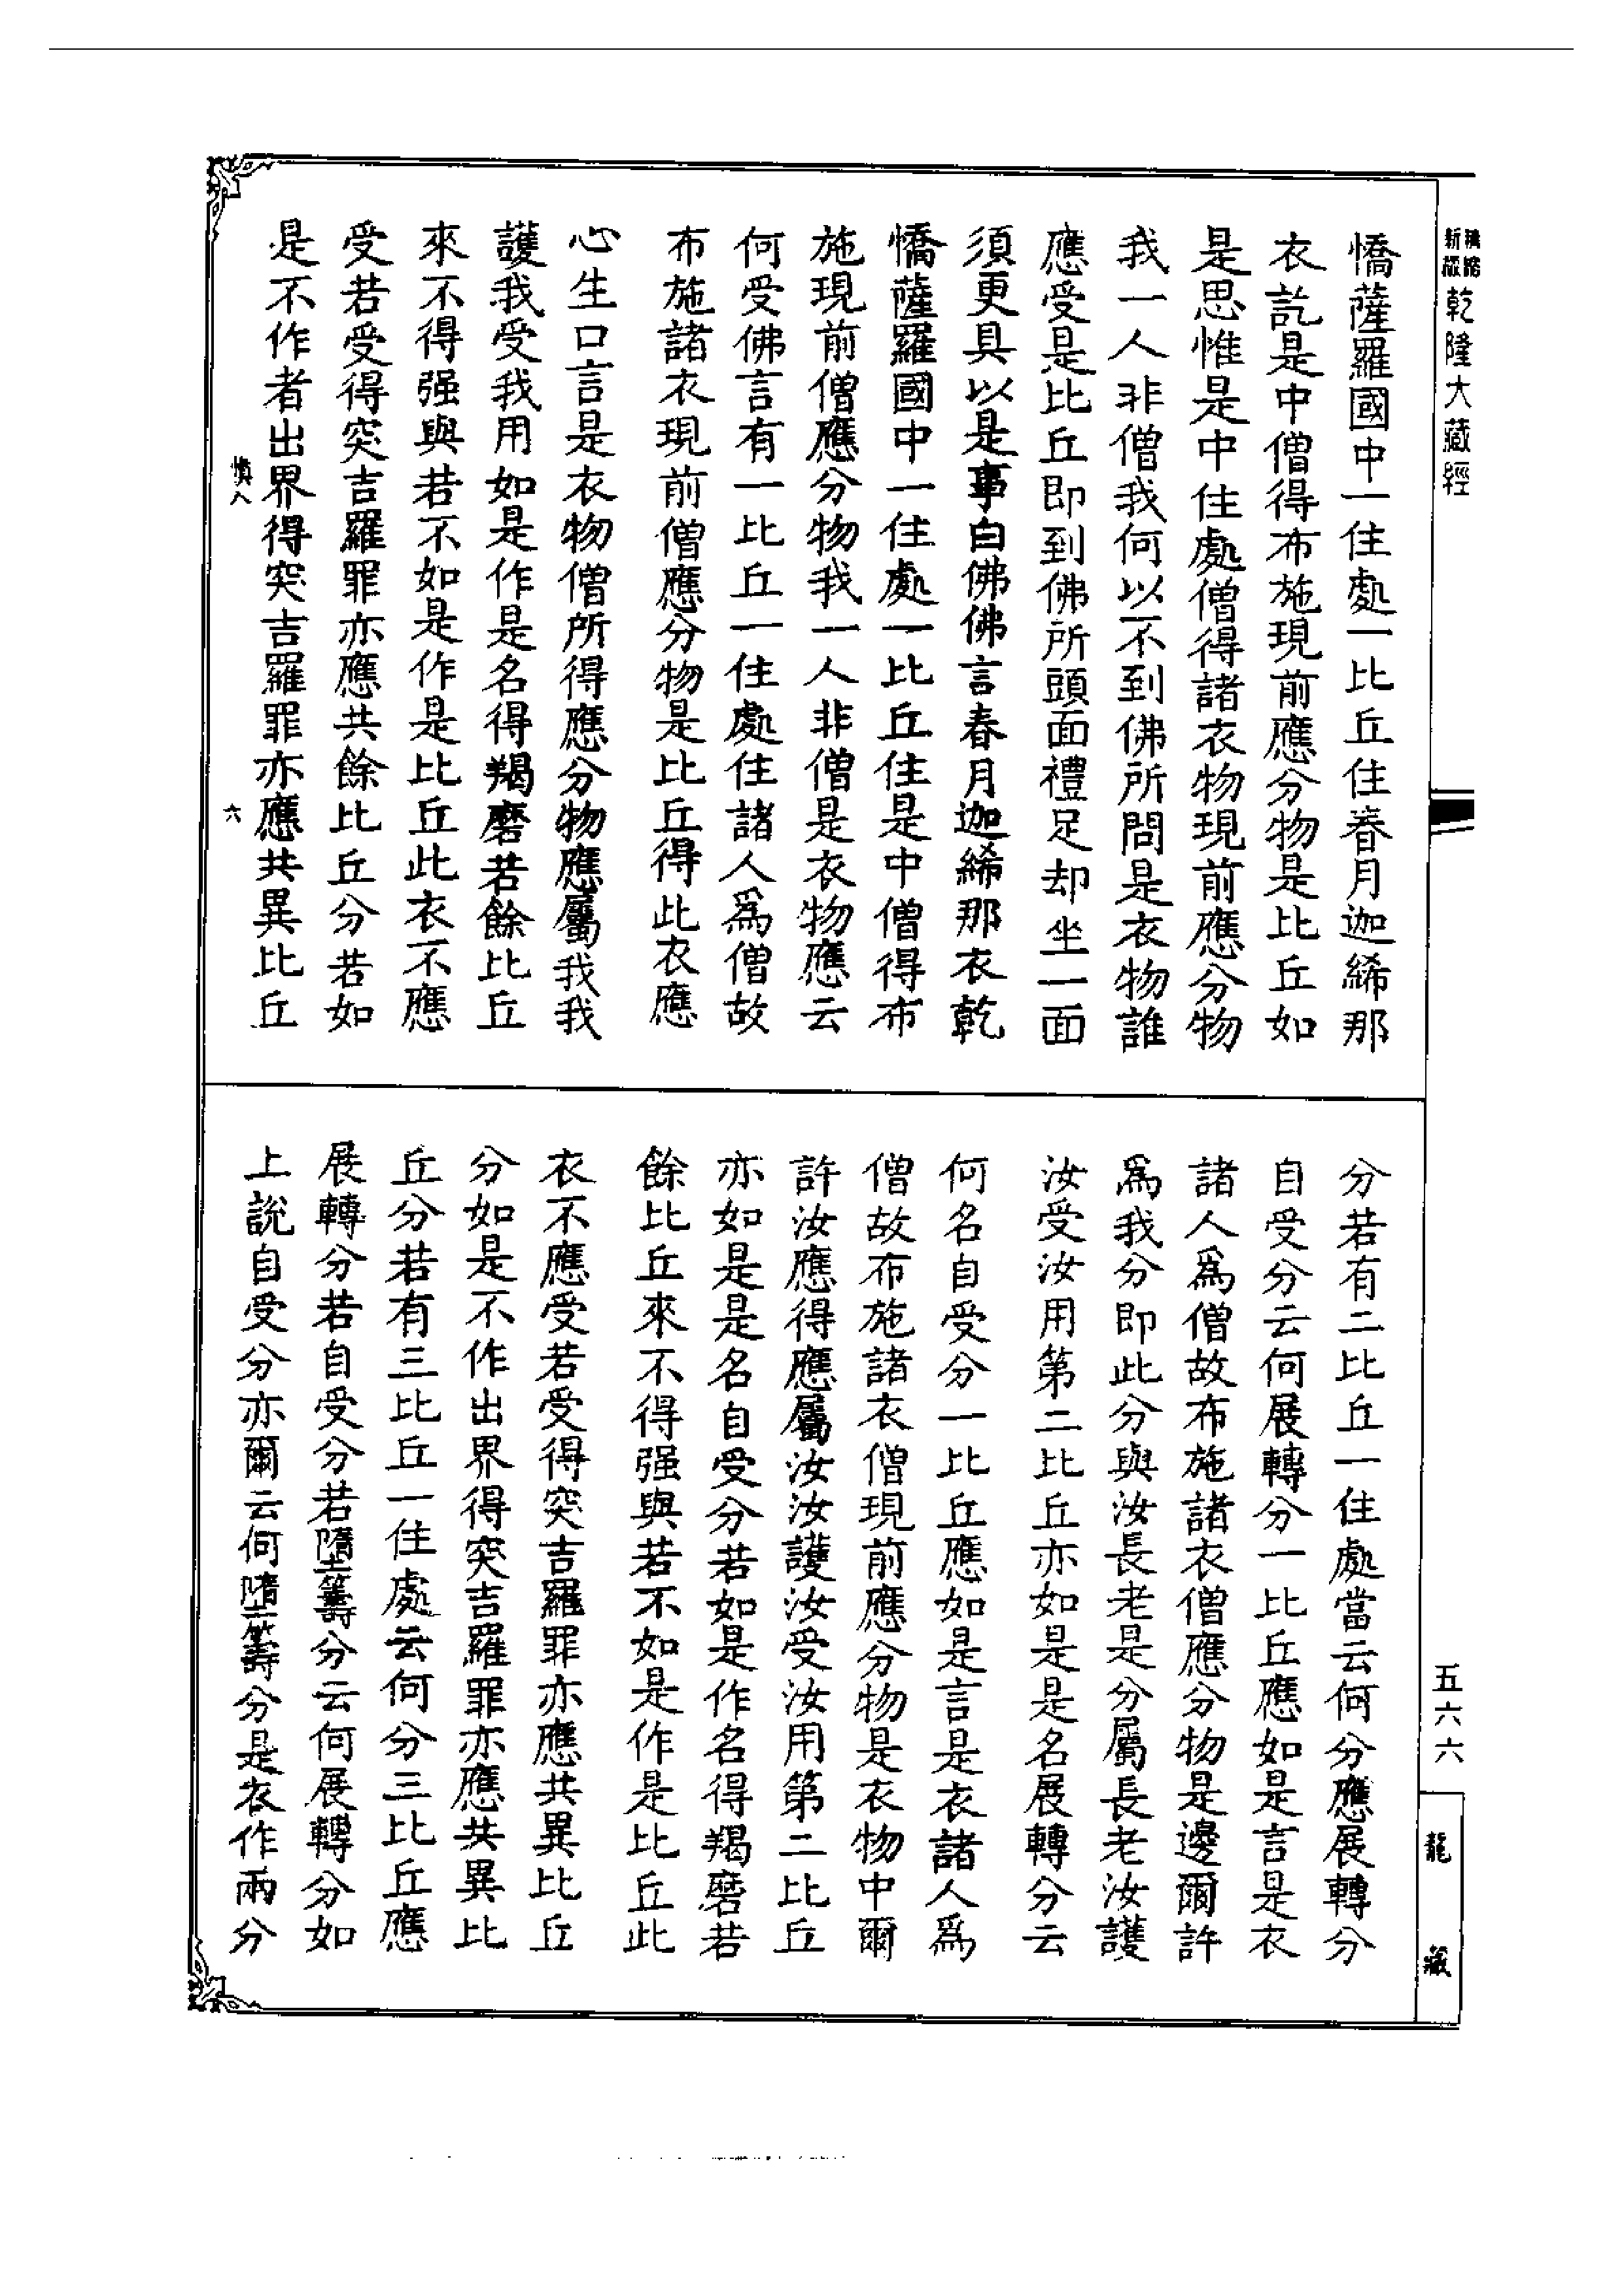 新縮
版縮
乾隆大藏經
憍薩羅國中一住處一比丘住春月迦絺那
衣訖是中僧得布施現前應分物是比丘如
是思惟是中住處僧得諸衣物現前應分物
我一人非僧我何以不到佛所問是衣物誰
應受是比丘即到佛所頭面禮足却坐一面
須更具以是事白佛佛言春月迦絺那衣乾
憍薩羅國中一住處一比丘住是中僧得布
施現前僧應分物我一人非僧是衣物應云
何受佛言有一比丘一住處住諸人爲僧故
布施諸衣現前僧應分物是比丘得此衣應
心生口言是衣物僧所得應分物應屬我我
護我受我用如是作是名得羯磨若餘比丘
來不得强與若不如是作是比丘此衣不應
受若受得突吉羅罪亦應共餘比丘分若如
是不作者出界得突吉羅罪亦應共異比丘
慎八
六
分若有二比丘一住處當云何分應展轉分
自受分云何展轉分一比丘應如是言是衣
諸人爲僧故布施諸衣僧應分物是邊爾許
爲我分即此分與汝長老是分屬長老汝護
汝受汝用第二比丘亦如是是名展轉分云
何名自受分一比丘應如是言是衣諸人爲
僧故布施諸衣僧現前應分物是衣物中爾
許汝應得應屬汝汝護汝受汝用第二比丘
亦如是是名自受分若如是作名得羯磨若
餘比丘來不得强與若不如是作是比丘此
衣不應受若受得突吉羅罪亦應共異比丘
分如是不作出界得突吉羅罪亦應共異比
丘分若有三比丘一住處云何分三比丘應
展轉分若自受分若墮籌分云何展轉分如
上說自受分亦爾云何墮籌分是衣作兩分
五六六
龍藏